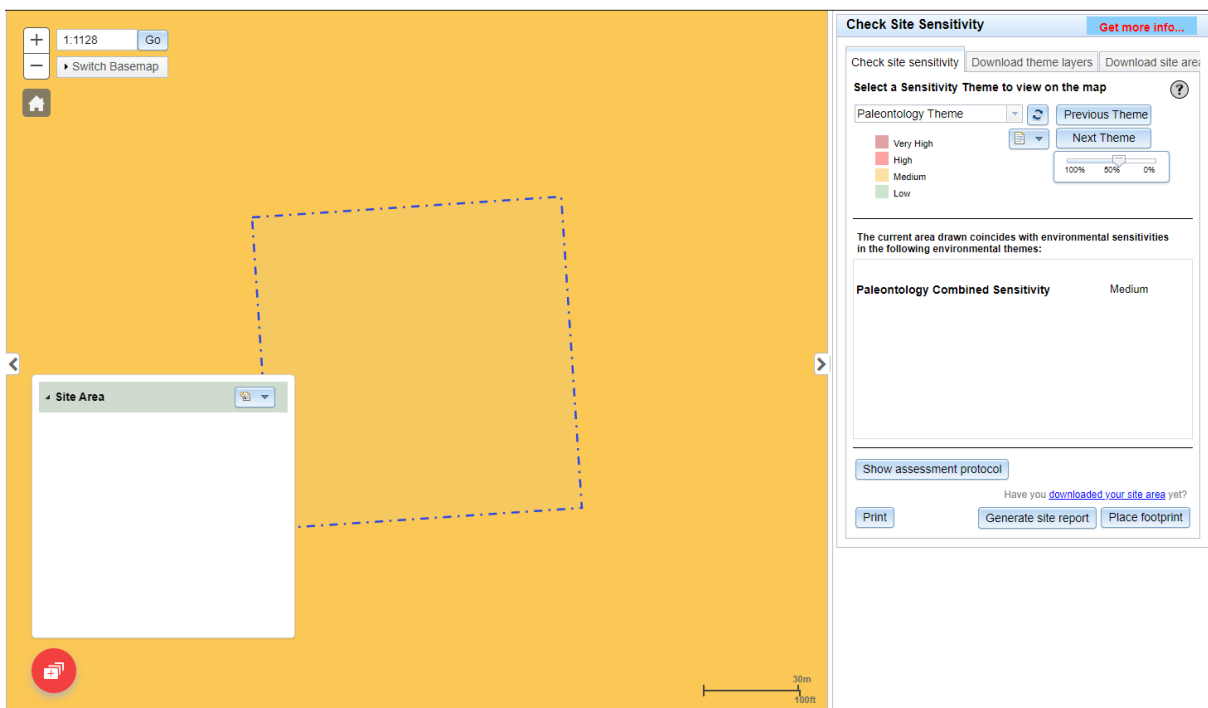 +
1:1128 Go
−
Switch Basemap
Site Area
30m
100ft
Check Site Sensitivity
Get more info...
Check site sensitivity
Download theme layers
Download site area
Select a Sensitivity Theme to view on the map
?
Paleontology Theme
Previous Theme
Next Theme
Very High
High
Medium
Low
100% 50% 0%
The current area drawn coincides with environmental sensitivities
in the following environmental themes:
Paleontology Combined Sensitivity Medium
Show assessment protocol
Have you downloaded your site area yet?
Print
Generate site report
Place footprint